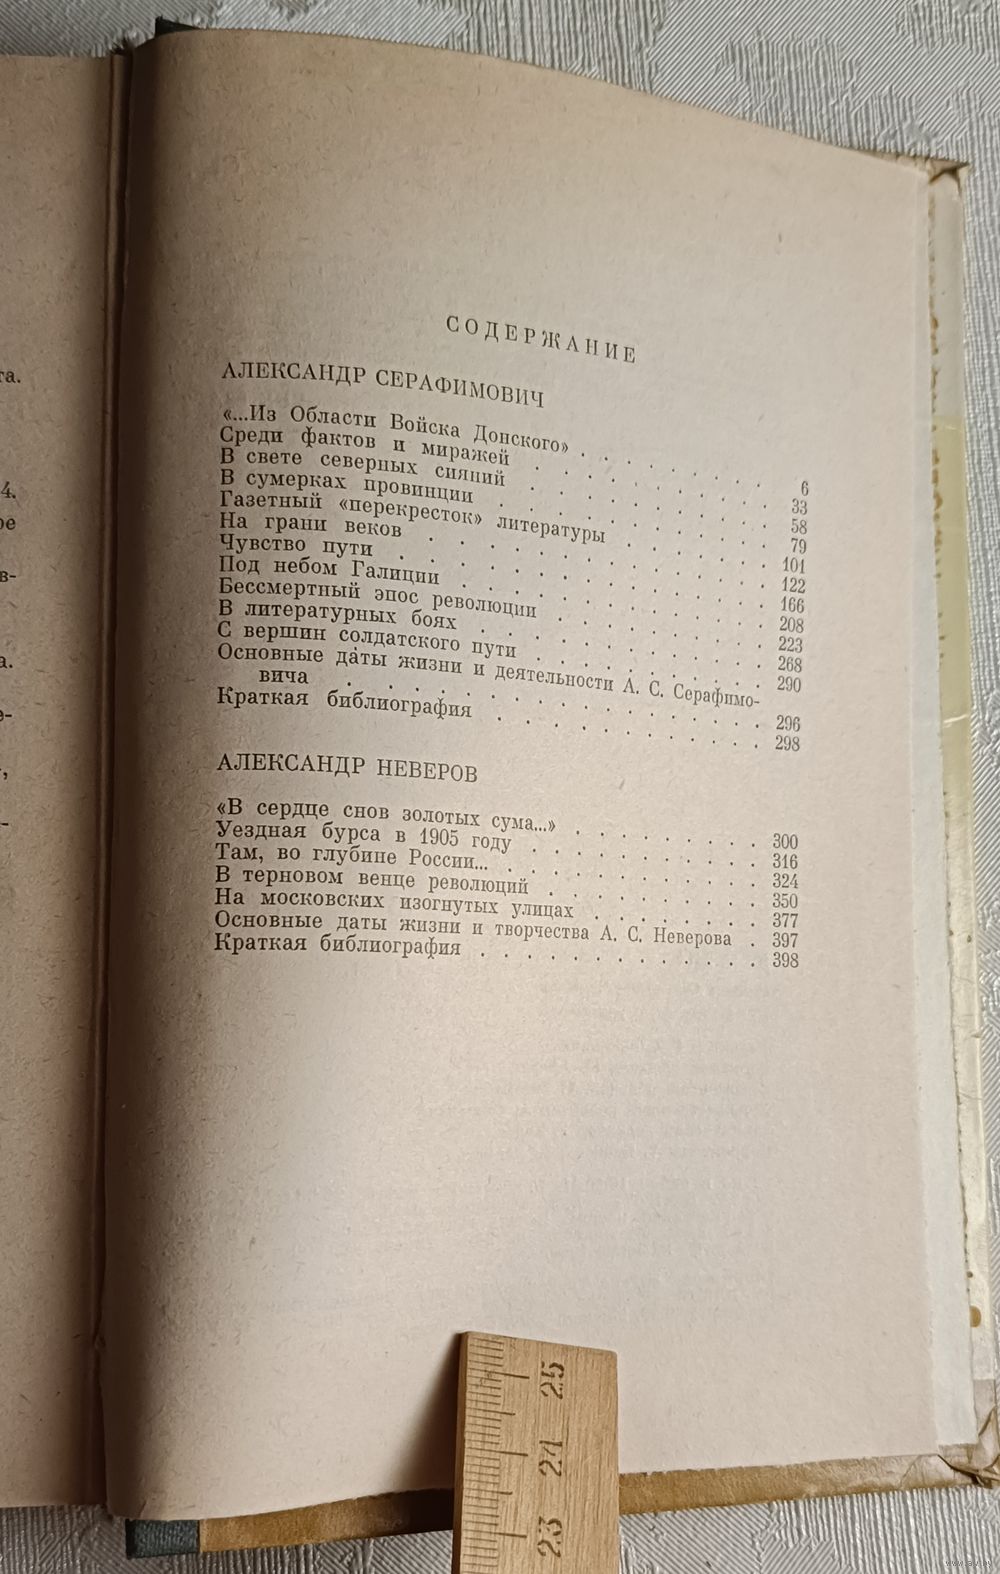 СОДЕРЖАНИЕ
АЛЕКСАНДР СЕРАФИМОВИЧ
«...Из Области Войска Донского» . . . . . . . 6
Среди фактов и миражей . . . . . . . . . 33
В свете северных сияний . . . . . . . . . 58
В сумерках провинции . . . . . . . . . . 79
Газетный «перекресток» литературы . . . . . . 101
На грани веков . . . . . . . . . . . . 122
Чувство пути . . . . . . . . . . . . . 166
Под небом Галиции . . . . . . . . . . . 208
Бессмертный эпос революции . . . . . . . . 223
В литературных боях . . . . . . . . . . 268
С вершин солдатского пути . . . . . . . . 290
Основные даты жизни и деятельности А. С. Серафимо-
вича . . . . . . . . . . . . . . 296
Краткая библиография . . . . . . . . . . 298
АЛЕКСАНДР НЕВЕРОВ
«В сердце снов золотых сума...» . . . . . . . . 300
Уездная бурса в 1905 году . . . . . . . . . 316
Там, во глубине России... . . . . . . . . . . 324
В терновом венце революций . . . . . . . . 350
На московских изогнутых улицах . . . . . . . 377
Основные даты жизни и творчества А. С. Неверова . 397
Краткая библиография . . . . . . . . . . . 398
25
24
23